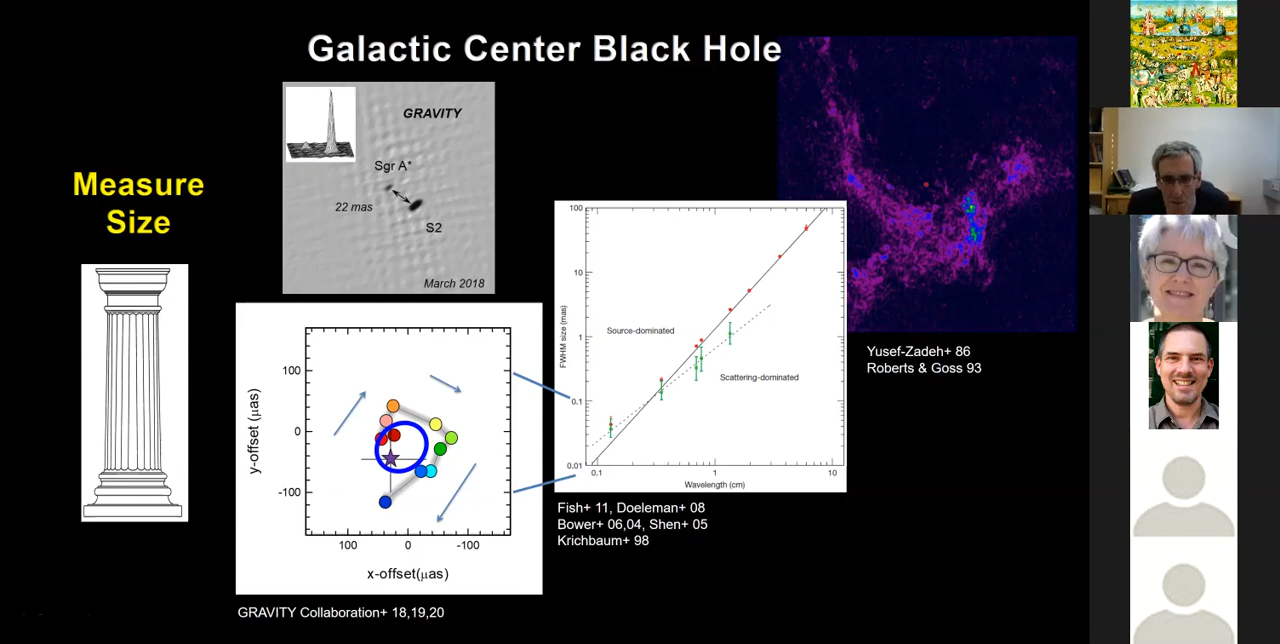 Galactic Center Black Hole
Measure
Size
GRAVITY
Sgr A*
22 mas
S2
March 2018
100
0
-100
y-offset (μas)
100
0
-100
x-offset(μas)
GRAVITY Collaboration+ 18,19,20
100
10
1
0.1
0.01
FWHM size (mas)
Source-dominated
Scattering-dominated
0.1
1
10
Wavelength (cm)
Fish+ 11, Doeleman+ 08
Bower+ 06,04, Shen+ 05
Krichbaum+ 98
Yusef-Zadeh+ 86
Roberts & Goss 93